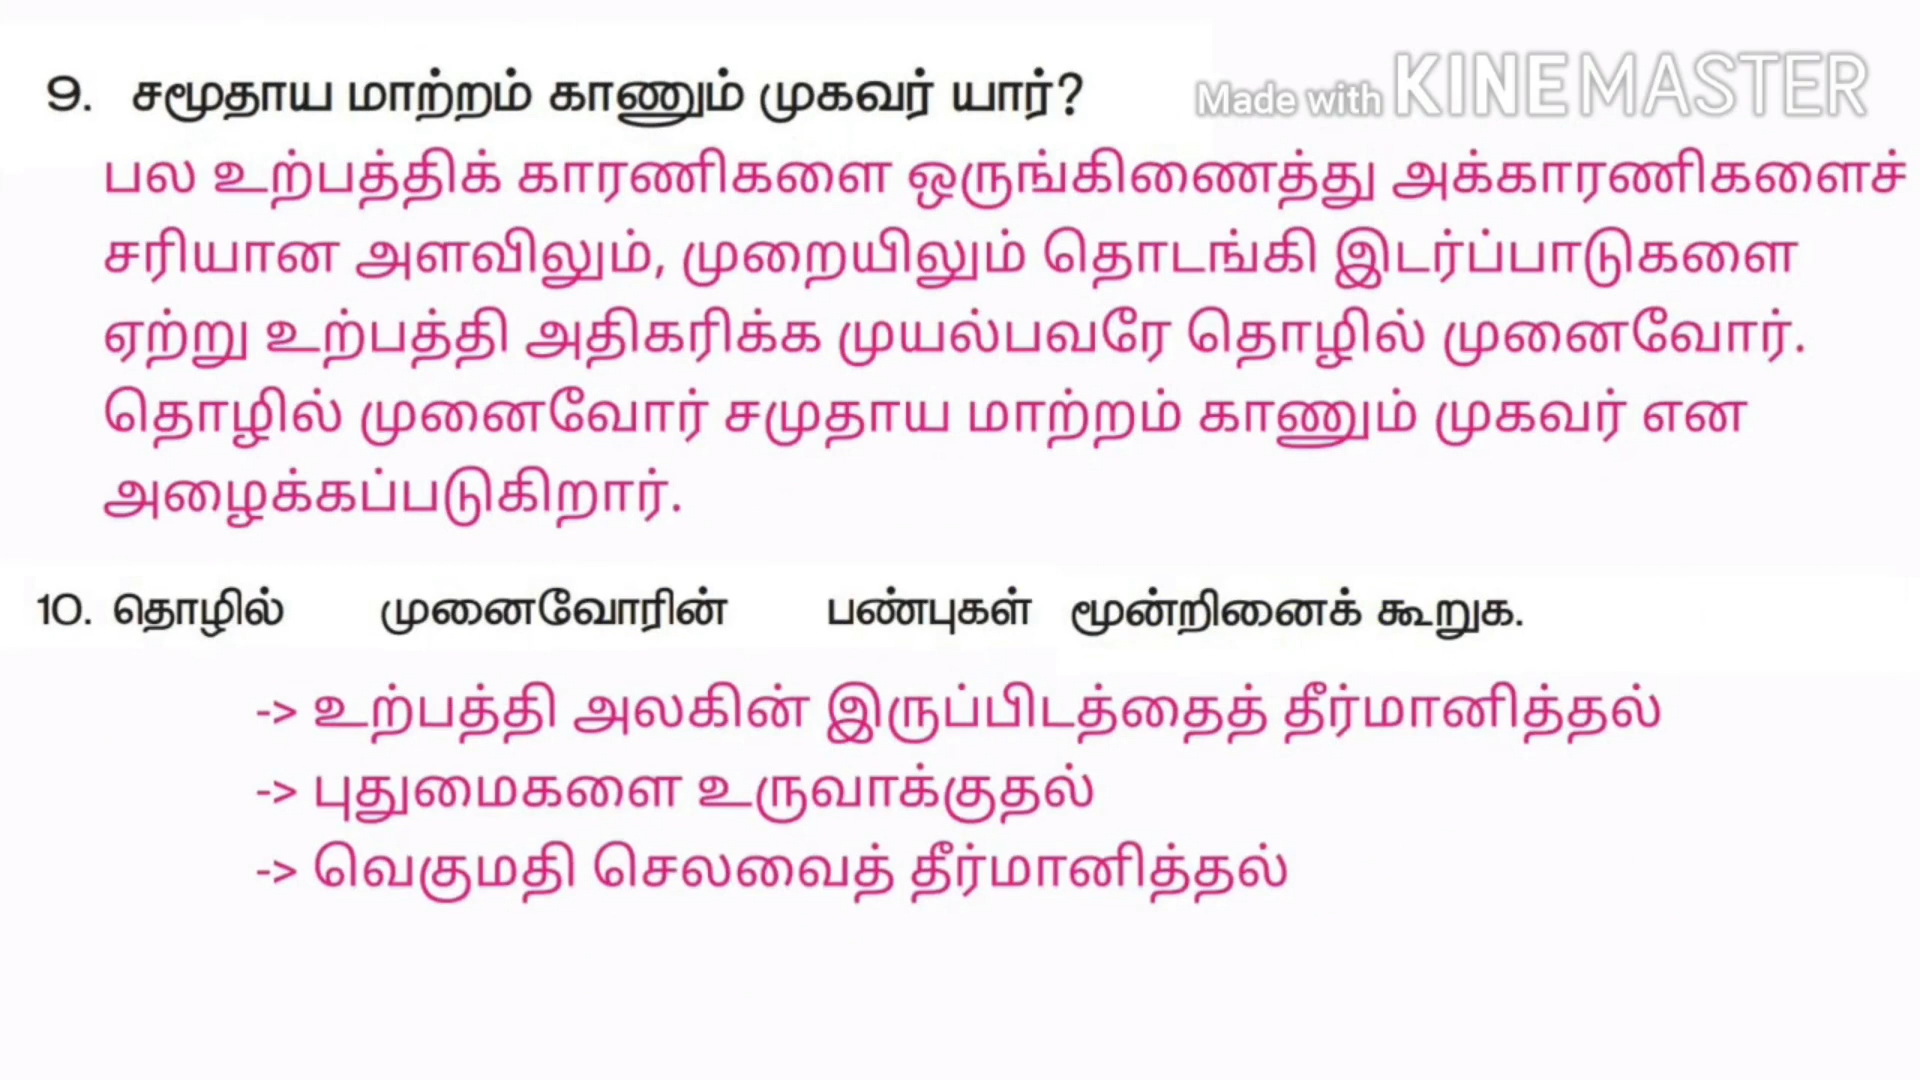 9. சமூதாய மாற்றம் காணும் முகவர் யார்?
Made with KINEMASTER
பல உற்பத்திக் காரணிகளை ஒருங்கிணைத்து அக்காரணிகளைச்
சரியான அளவிலும், முறையிலும் தொடங்கி இடர்ப்பாடுகளை
ஏற்று உற்பத்தி அதிகரிக்க முயல்பவரே தொழில் முனைவோர்.
தொழில் முனைவோர் சமுதாய மாற்றம் காணும் முகவர் என
அழைக்கப்படுகிறார்.
10. தொழில் முனைவோரின் பண்புகள் மூன்றினைக் கூறுக.
-> உற்பத்தி அலகின் இருப்பிடத்தைத் தீர்மானித்தல்
-> புதுமைகளை உருவாக்குதல்
-> வெகுமதி செலவைத் தீர்மானித்தல்